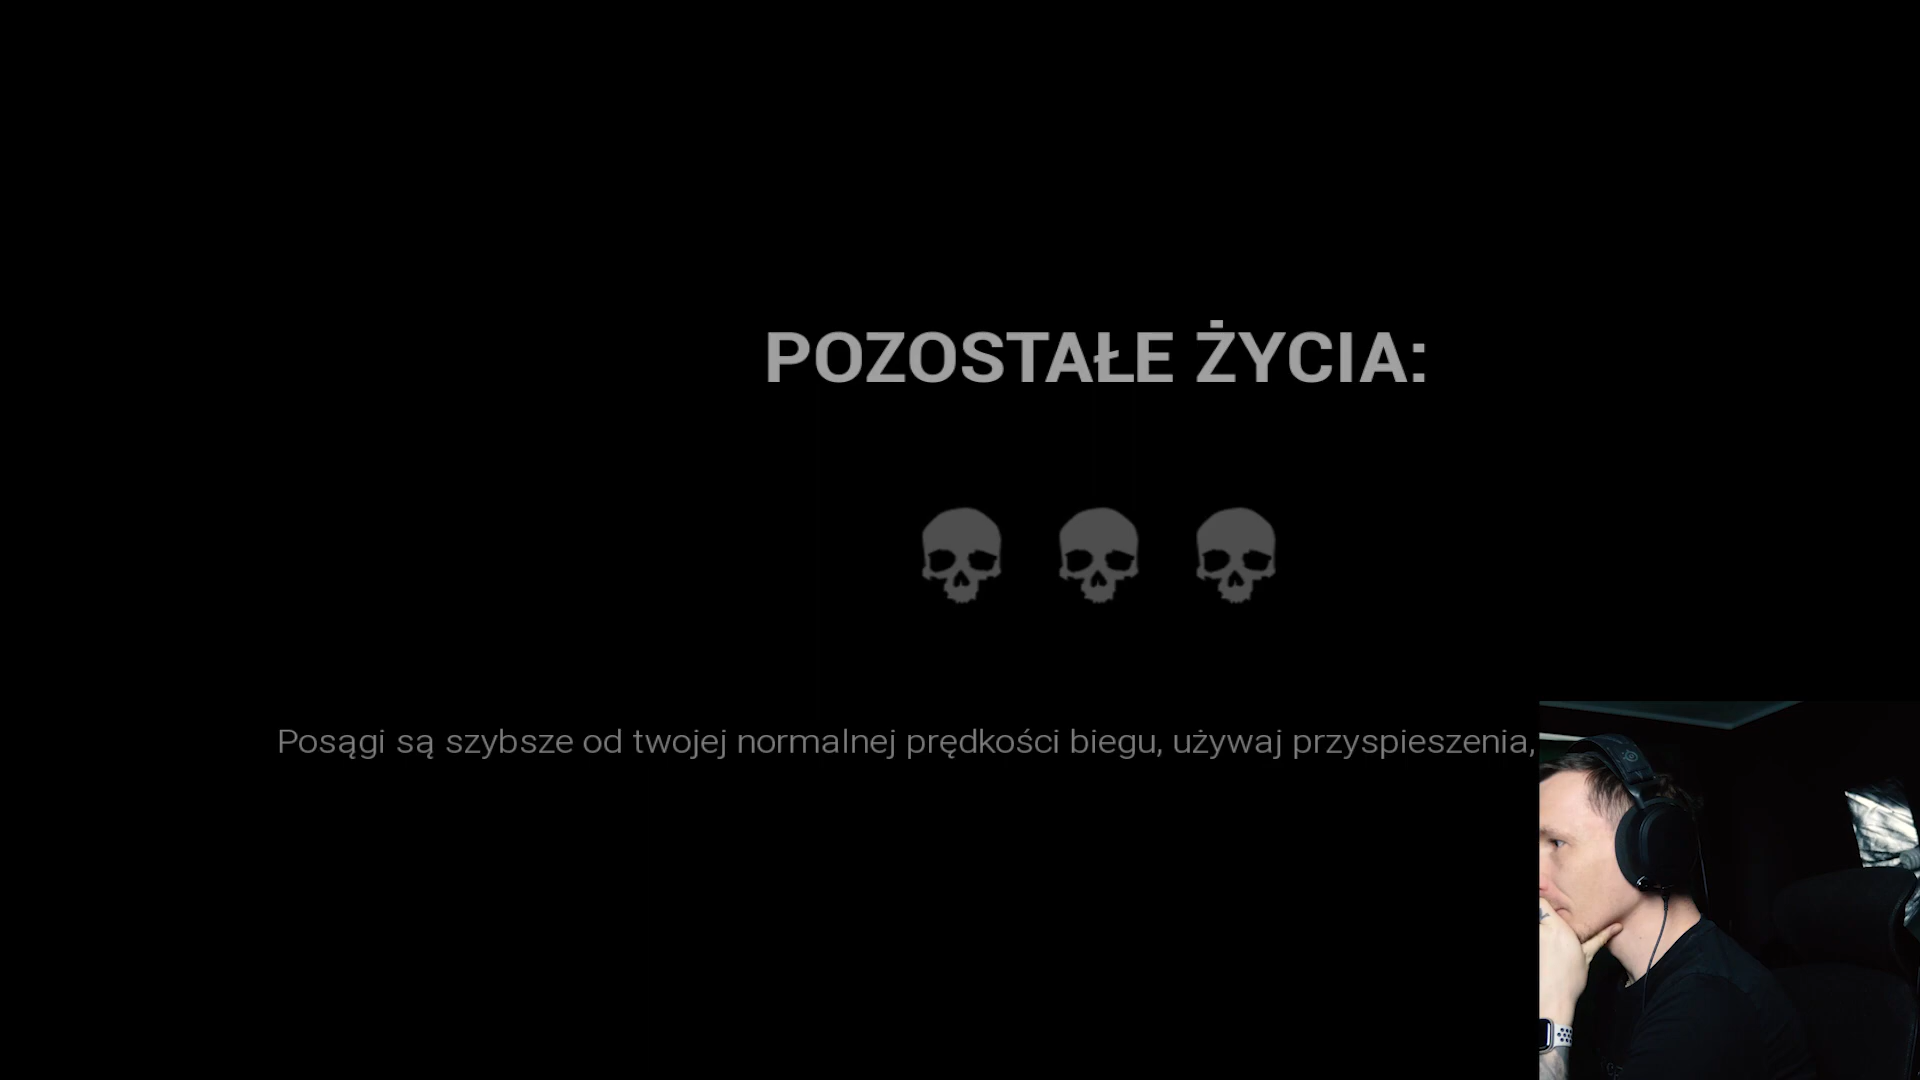 POZOSTAŁE ŻYCIA:
Posągi są szybsze od twojej normalnej prędkości biegu, używaj przyspieszenia,